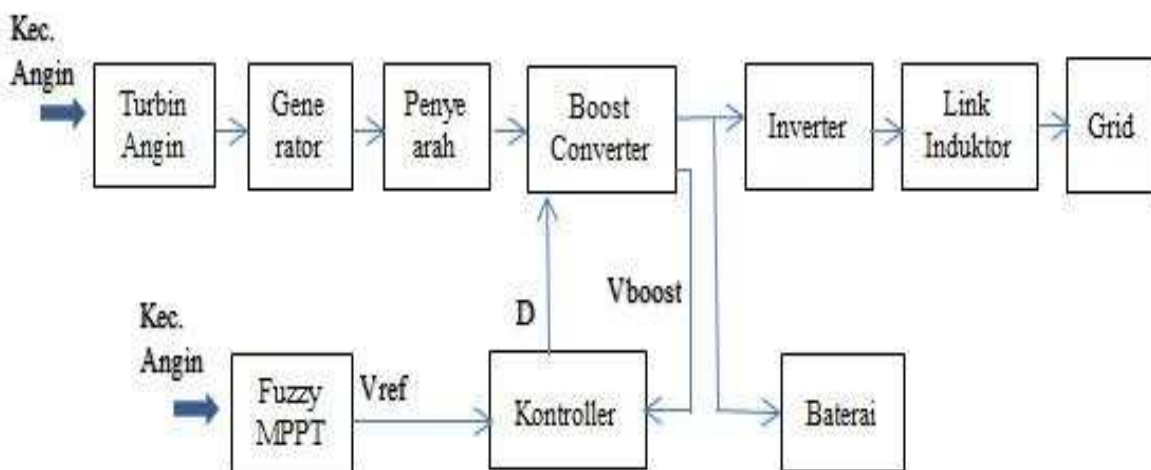 Kec.
Angin
Turbin
Angin
Gene
rator
Penye
arah
Boost
Converter
Inverter
Link
Induktor
Grid
D
Vboost
Kec.
Angin
Fuzzy
MPPT
Vref
Kontroller
Baterai